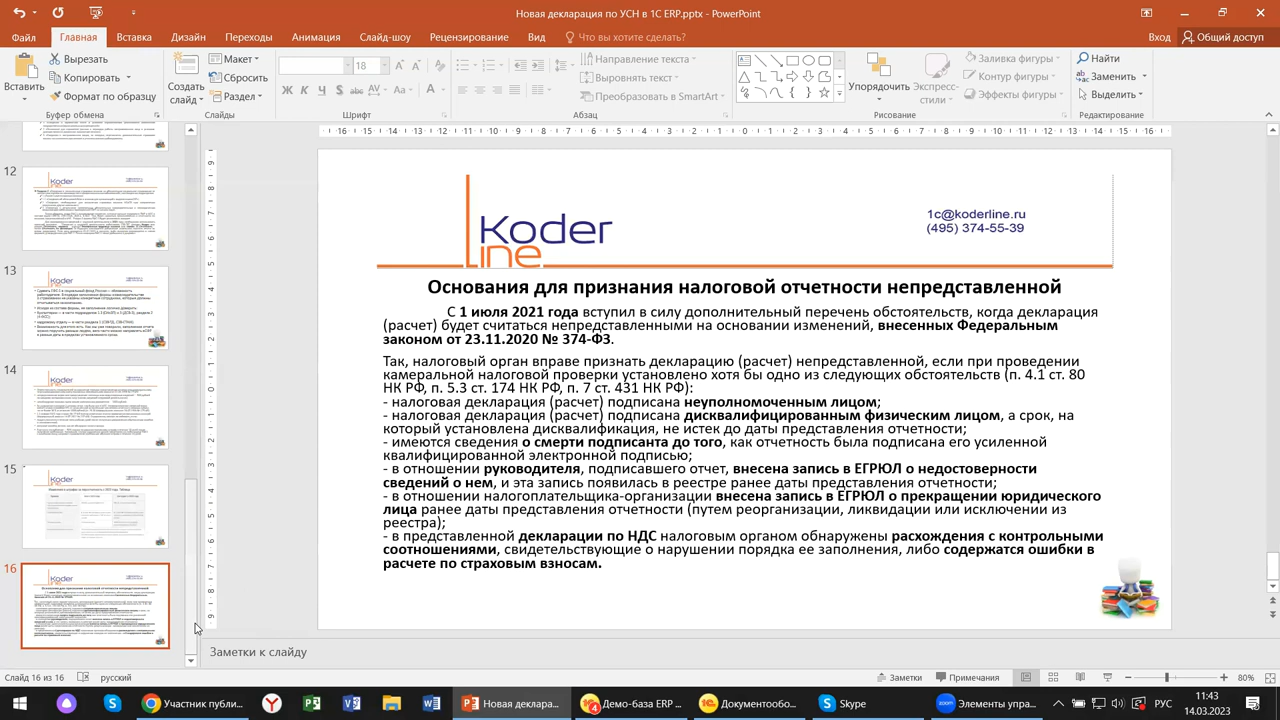 Новая декларация по УСН в 1С ERP.pptx - PowerPoint
Файл Главная Вставка Дизайн Переходы Анимация Слайд-шоу Рецензирование Вид Что вы хотите сделать? Вход Общий доступ
Вставить
Вырезать
Копировать
Формат по образцу
Буфер обмена
Создать слайд
Макет
Сбросить
Раздел
Слайды
18
Ж К Ч S abc AV Aa А
Шрифт
Направление текста
Выровнять текст
Преобразовать в SmartArt
Абзац
Упорядочить
Экспресс-стили
Заливка фигуры
Контур фигуры
Эффекты фигуры
Рисование
Найти
Заменить
Выделить
Редактирование
12
13
14
15
16
Koder
line
1c@koderline.ru
(495) 374-55-39
Основания для признания налоговой отчетности непредставленной
С 1 июля 2021 года вступил в силу дополнительный перечень обстоятельств, когда декларация
(расчет) будет считаться непредставленными на основании изменений, внесенных Федеральным
законом от 23.11.2020 № 374-ФЗ.
Так, налоговый орган вправе признать декларацию (расчет) непредставленной, если при проведении
камеральной налоговой проверки установлено хотя бы одно из следующих обстоятельств (п. 4.1 ст. 80
НК РФ, п. 5.3 ст. 174 НК РФ, п. 7 ст. 431 НК РФ):
- налоговая декларация (расчет) подписана неуполномоченным лицом;
- налоговая декларация (расчет) подписана дисквалифицированным физическим лицом, а срок, на
который установлена дисквалификация, не истек до даты представления отчетности;
- имеются сведения о смерти подписанта до того, как отчетность была подписана его усиленной
квалифицированной электронной подписью;
- в отношении руководителя, подписавшего отчет, внесена запись в ЕГРЮЛ о недостоверности
сведений о нем, и эта запись появилась в реестре ранее даты представления отчетности;
- в отношении налогоплательщика-организации внесена запись в ЕГРЮЛ о прекращении юридического
лица ранее даты представления отчетности (путем реорганизации, ликвидации или исключении из
реестра);
- в представленной декларации по НДС налоговым органом обнаружены расхождения с контрольными
соотношениями, свидетельствующие о нарушении порядка ее заполнения, либо содержатся ошибки в
расчете по страховым взносам.
Заметки к слайду
Слайд 16 из 16 русский Заметки Примечания 80%
Участник публи... Новая деклара... Демо-база ERP ... Документообо... Skype Элементы упра... РУС 11:43
14.03.2023